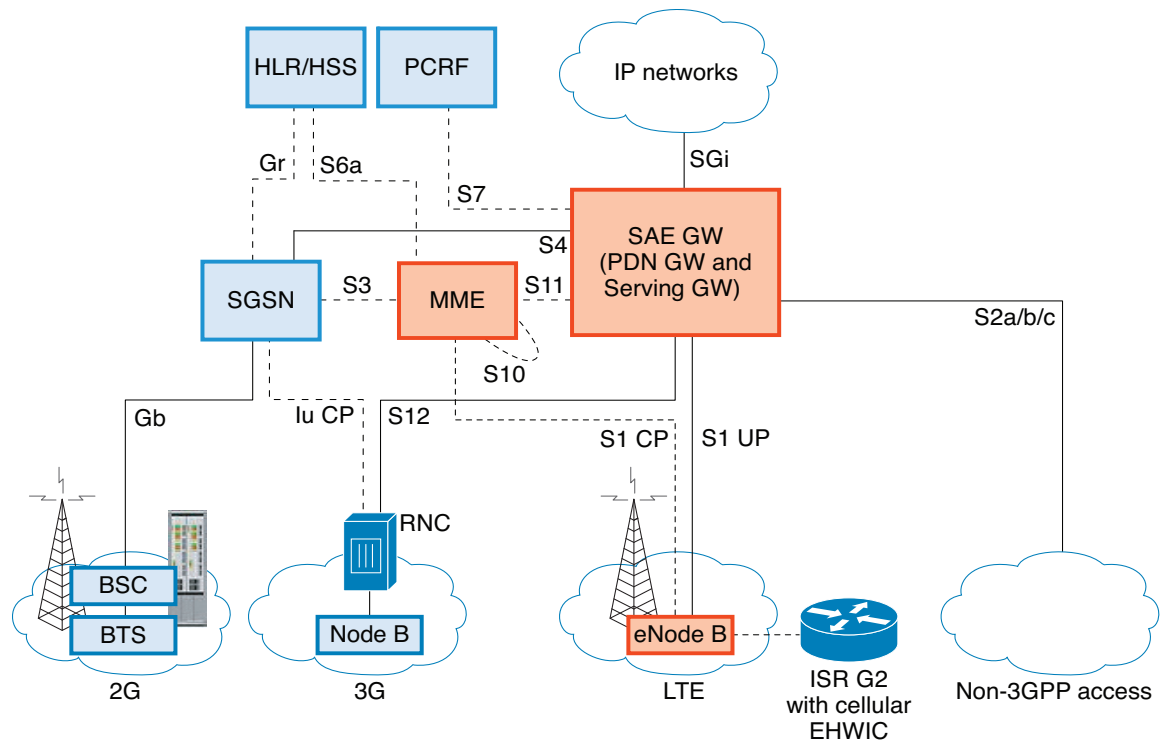 HLR/HSS
PCRF
IP networks
Gr
S6a
S7
SGi
S4
SAE GW
(PDN GW and
Serving GW)
SGSN
S3
MME
S11
S2a/b/c
S10
Gb
Iu CP
S12
S1 CP
S1 UP
RNC
BSC
BTS
Node B
eNode B
2G
3G
LTE
ISR G2
with cellular
EHWIC
Non-3GPP access